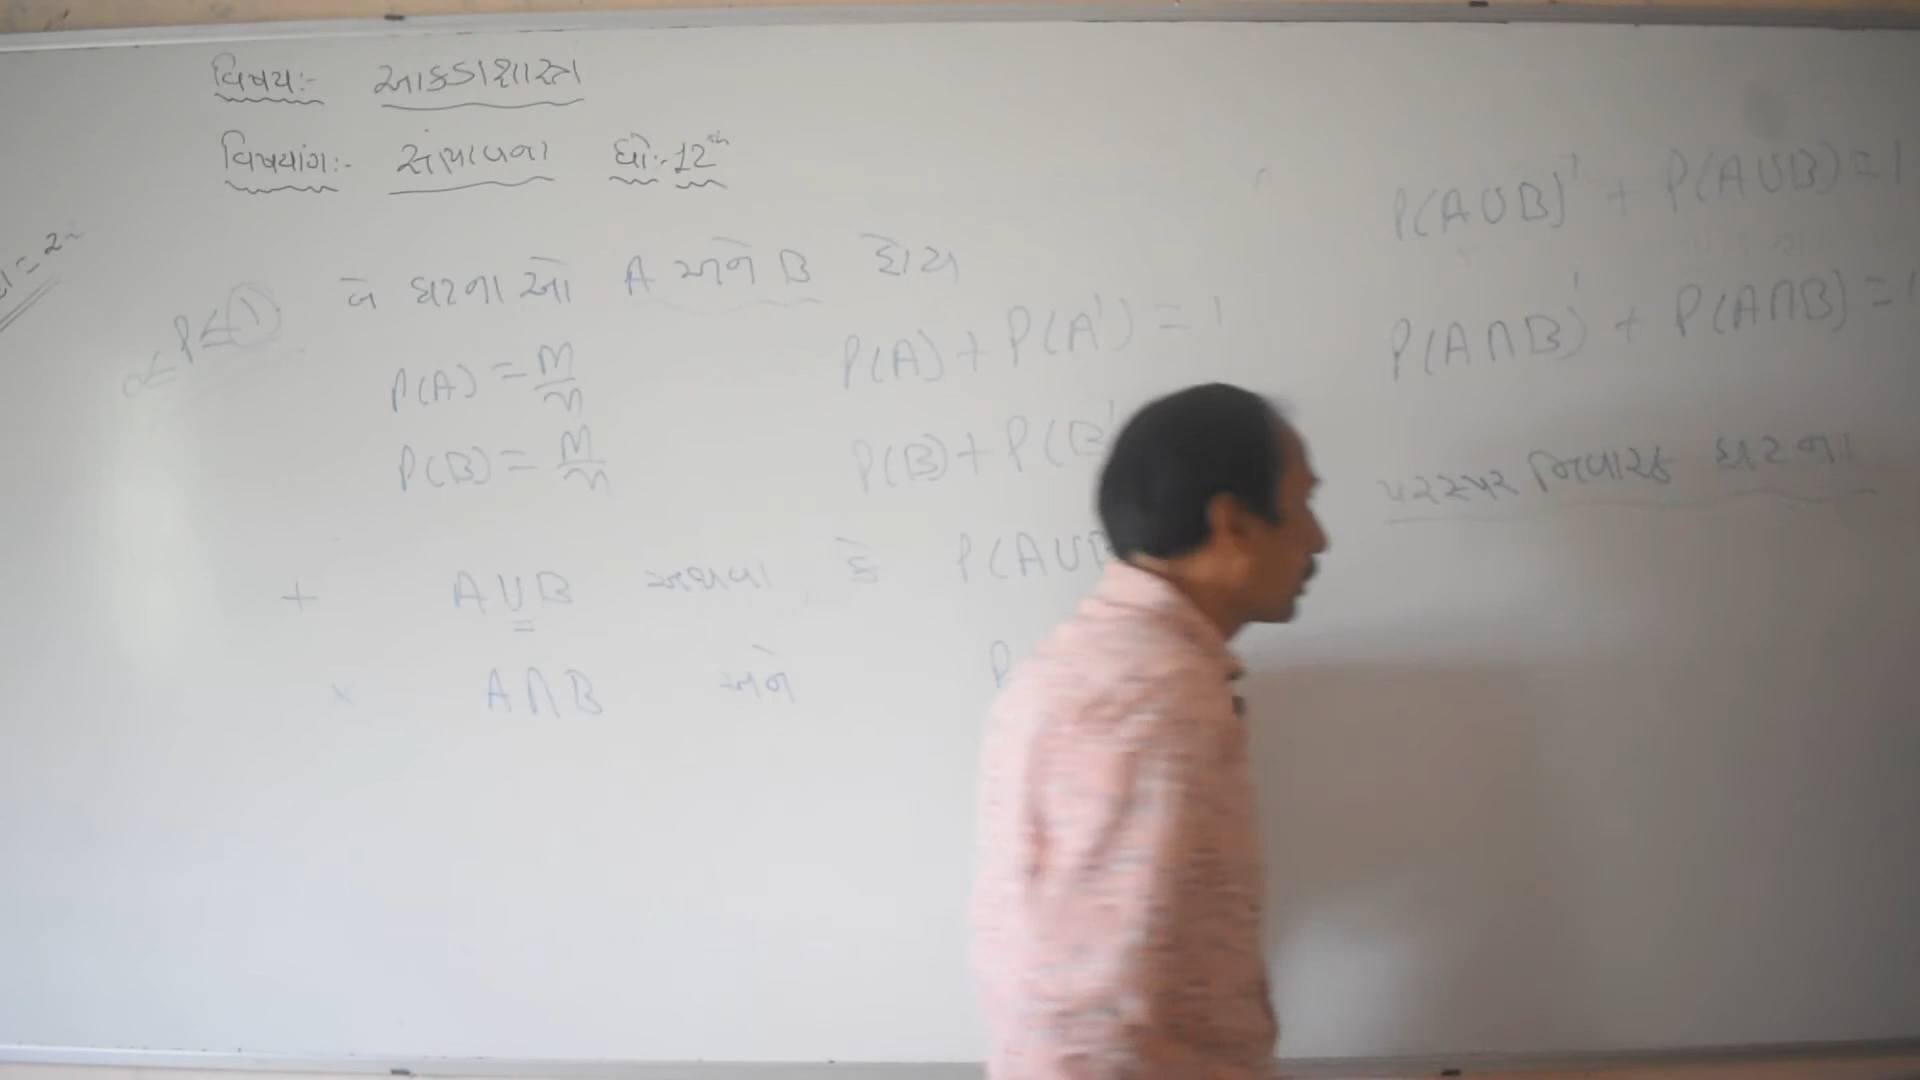 વિષય:- આંકડાશાસ્ત્ર
વિષયાંગ:- સંભાવના ધો:-12th
બે ઘટનાઓ A અને B હોય
0 ≤ P ≤ 1
P(A) = m/n
P(B) = m/n
+ A∪B અથવા કે P(A∪B
× A∩B અને P
P(A) + P(A') = 1
P(B) + P(B'
P(A∪B)' + P(A∪B) = 1
P(A∩B)' + P(A∩B) = 1
પરસ્પર નિવારક ઘટના